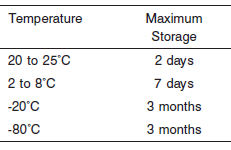 Temperature Maximum
Storage
20 to 25˚C 2 days
2 to 8˚C 7 days
-20˚C 3 months
-80˚C 3 months